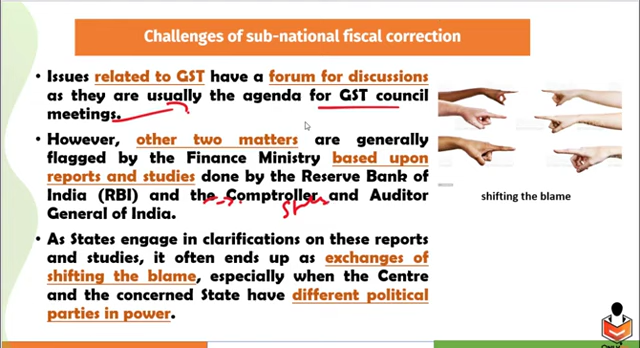 Challenges of sub-national fiscal correction
• Issues related to GST have a forum for discussions
as they are usually the agenda for GST council
meetings.
• However, other two matters are generally
flagged by the Finance Ministry based upon
reports and studies done by the Reserve Bank of
India (RBI) and the Comptroller and Auditor
States
General of India.
• As States engage in clarifications on these reports
and studies, it often ends up as exchanges of
shifting the blame, especially when the Centre
and the concerned State have different political
parties in power.
shifting the blame